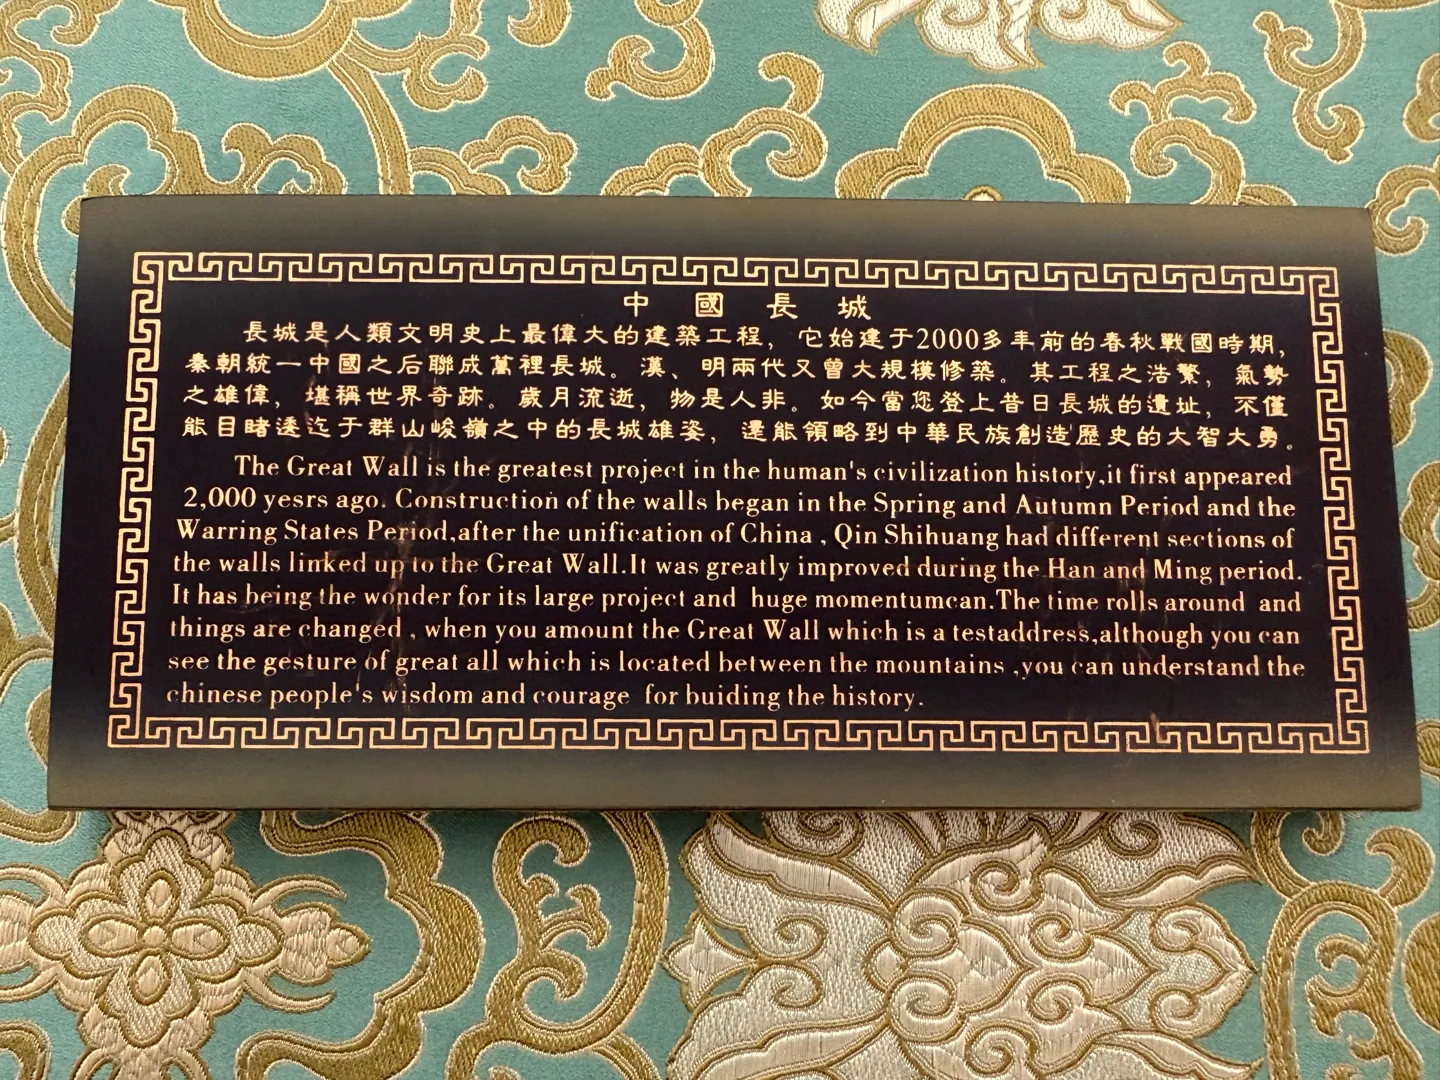 中 國 長 城
長城是人類文明史上最偉大的建築工程，它始建于2000多年前的春秋戰國時期，
秦朝統一中國之后聯成萬裡長城。漢、明兩代又曾大規模修築。其工程之浩繁，氣勢
之雄偉，堪稱世界奇跡。歲月流逝，物是人非。如今當您登上昔日長城的遺址，不僅
能目睹逶迄于群山峻嶺之中的長城雄姿，還能領略到中華民族創造歷史的大智大勇。
The Great Wall is the greatest project in the human's civilization history,it first appeared
2,000 yesrs ago. Construction of the walls began in the Spring and Autumn Period and the
Warring States Period,after the unification of China , Qin Shihuang had different sections of
the walls linked up to the Great Wall.It was greatly improved during the Han and Ming period.
It has being the wonder for its large project and huge momentumcan.The time rolls around and
things are changed , when you amount the Great Wall which is a testaddress,although you can
see the gesture of great all which is located between the mountains ,you can understand the
chinese people's wisdom and courage for buiding the history.